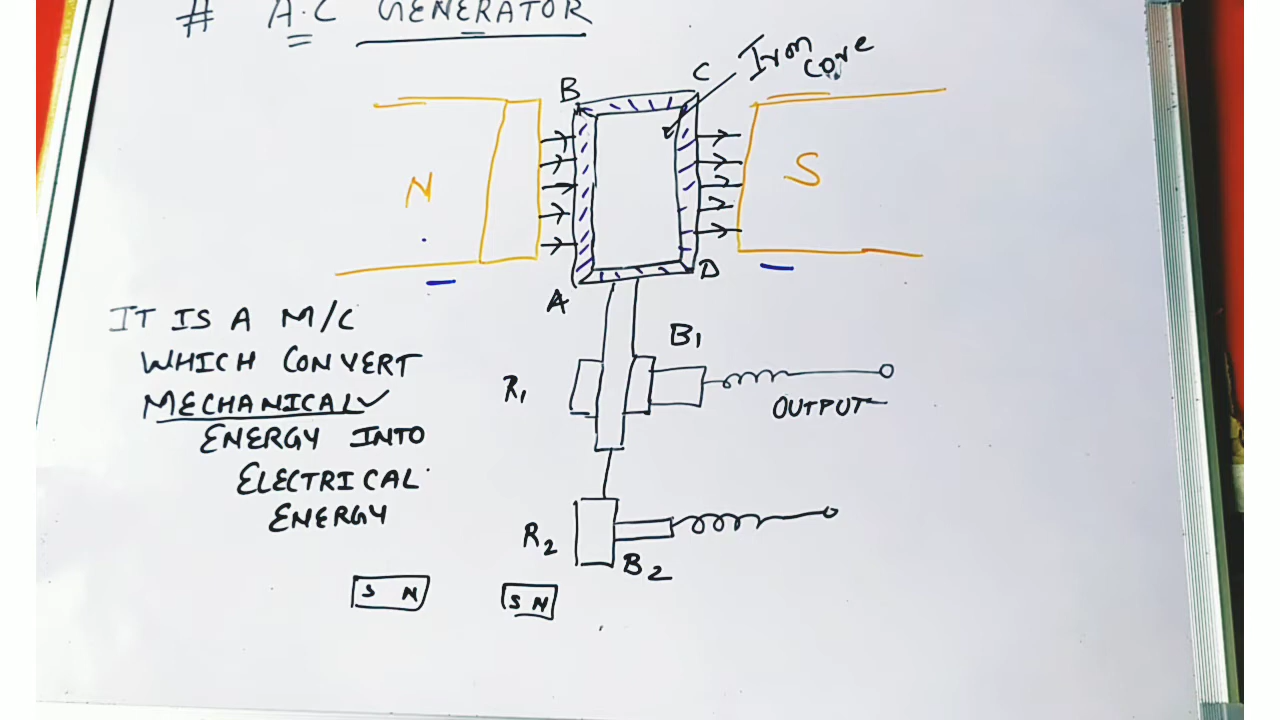 # A.C GENERATOR
Iron
core
B
C
N
S
A
D
IT IS A M/C
WHICH CONVERT
MECHANICAL
ENERGY INTO
ELECTRICAL
ENERGY
B1
R1
OUTPUT
R2
B2
S N
S N